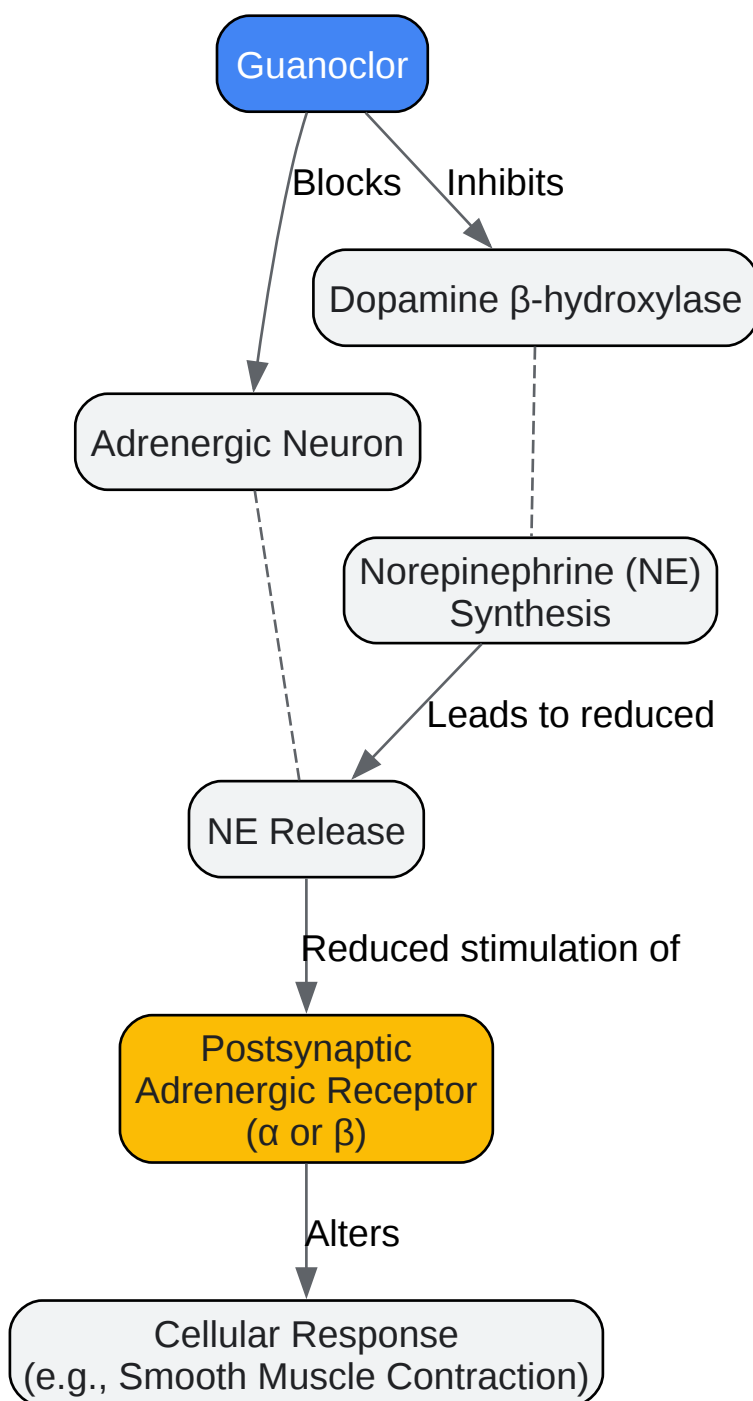 Guanoclor
Blocks
Inhibits
Dopamine β-hydroxylase
Adrenergic Neuron
Norepinephrine (NE)
Synthesis
Leads to reduced
NE Release
Reduced stimulation of
Postsynaptic
Adrenergic Receptor
(α or β)
Alters
Cellular Response
(e.g., Smooth Muscle Contraction)